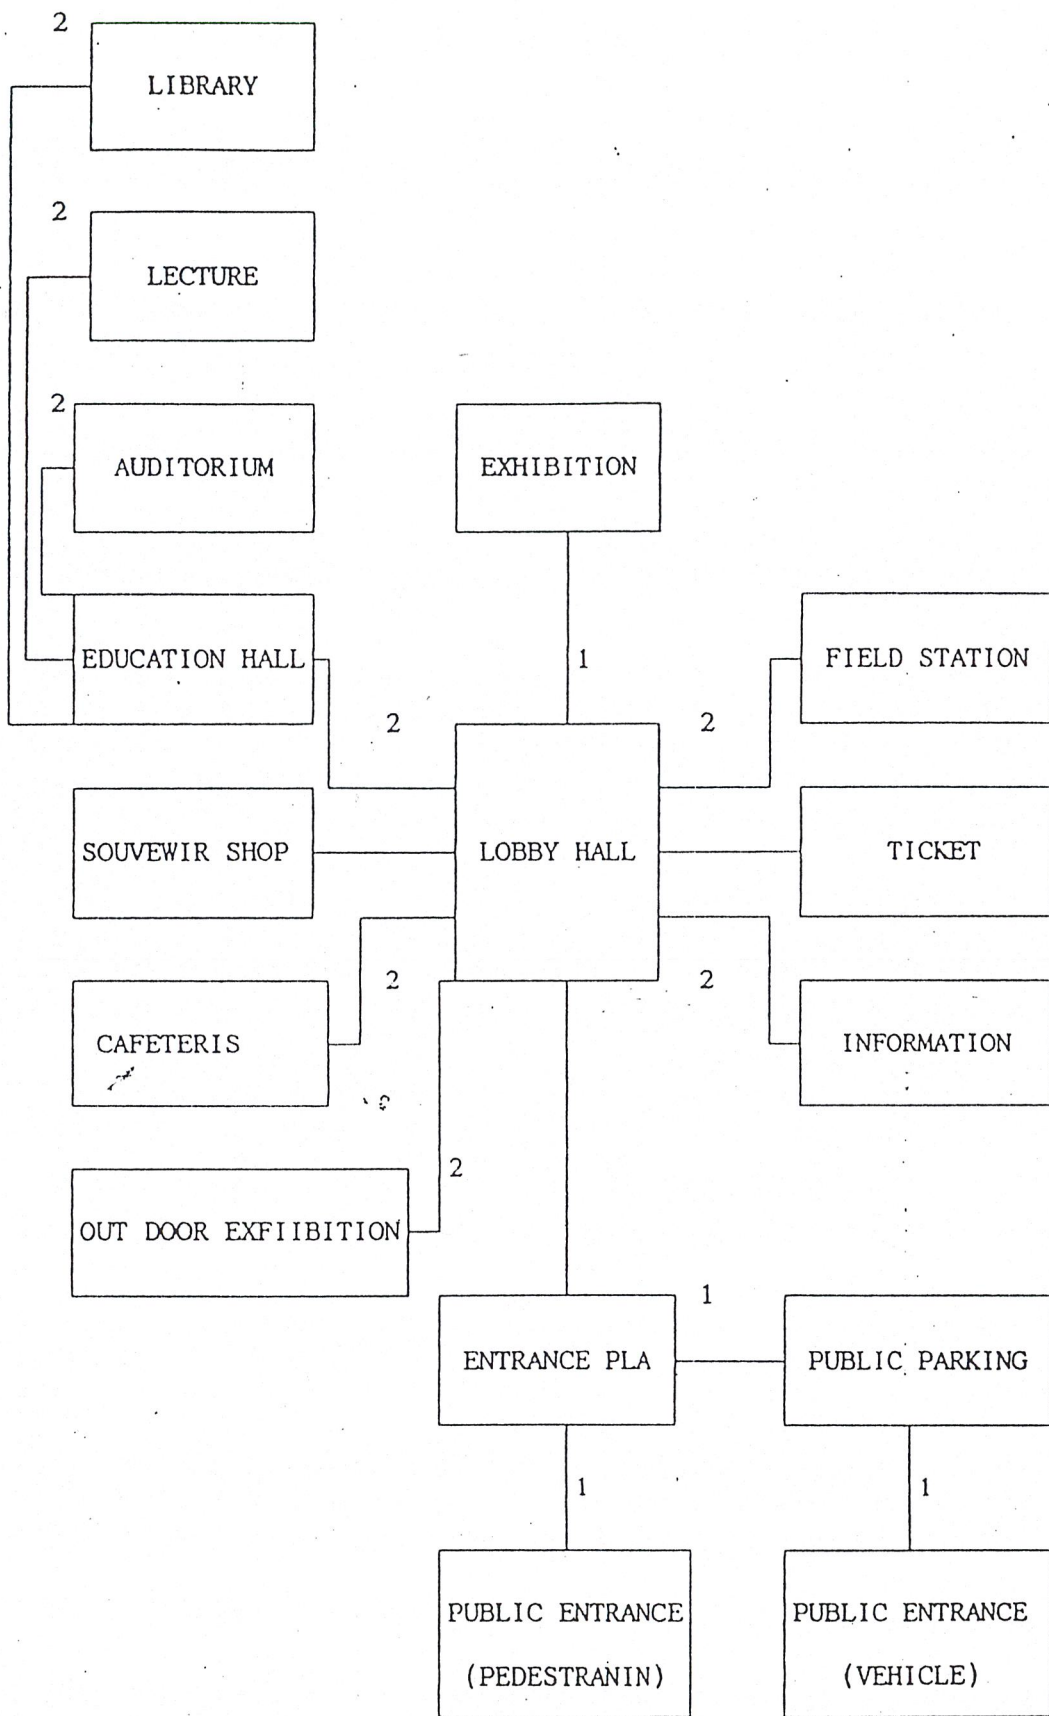 2
LIBRARY
2
LECTURE
2
AUDITORIUM
EXHIBITION
EDUCATION HALL
1
FIELD STATION
2
2
SOUVEWIR SHOP
LOBBY HALL
TICKET
CAFETERIS
2
2
INFORMATION
2
OUT DOOR EXFIIBITION
1
ENTRANCE PLA
PUBLIC PARKING
1
1
PUBLIC ENTRANCE
(PEDESTRANIN)
PUBLIC ENTRANCE
(VEHICLE)